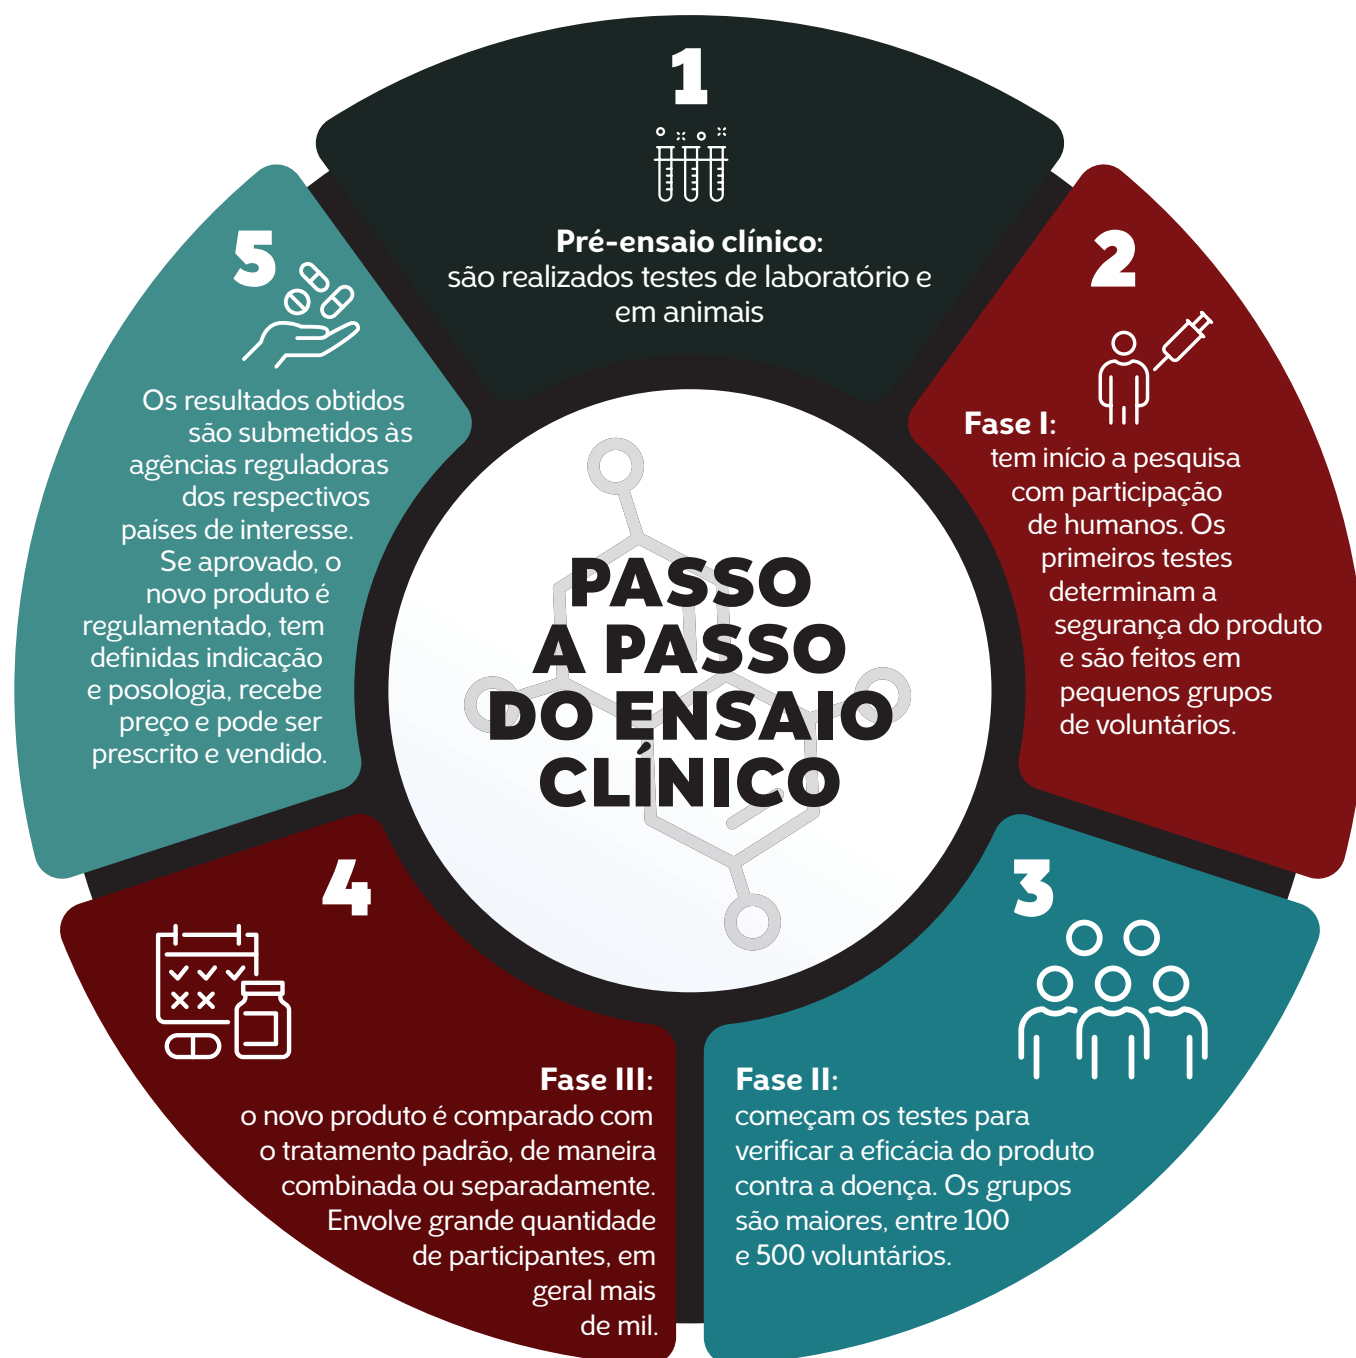 1
Pré-ensaio clínico:
são realizados testes de laboratório e
em animais
2
Fase I:
tem início a pesquisa
com participação
de humanos. Os
primeiros testes
determinam a
segurança do produto
e são feitos em
pequenos grupos
de voluntários.
3
Fase II:
começam os testes para
verificar a eficácia do produto
contra a doença. Os grupos
são maiores, entre 100
e 500 voluntários.
4
Fase III:
o novo produto é comparado com
o tratamento padrão, de maneira
combinada ou separadamente.
Envolve grande quantidade
de participantes, em
geral mais
de mil.
5
Os resultados obtidos
são submetidos às
agências reguladoras
dos respectivos
países de interesse.
Se aprovado, o
novo produto é
regulamentado, tem
definidas indicação
e posologia, recebe
preço e pode ser
prescrito e vendido.
PASSO
A PASSO
DO ENSAIO
CLÍNICO